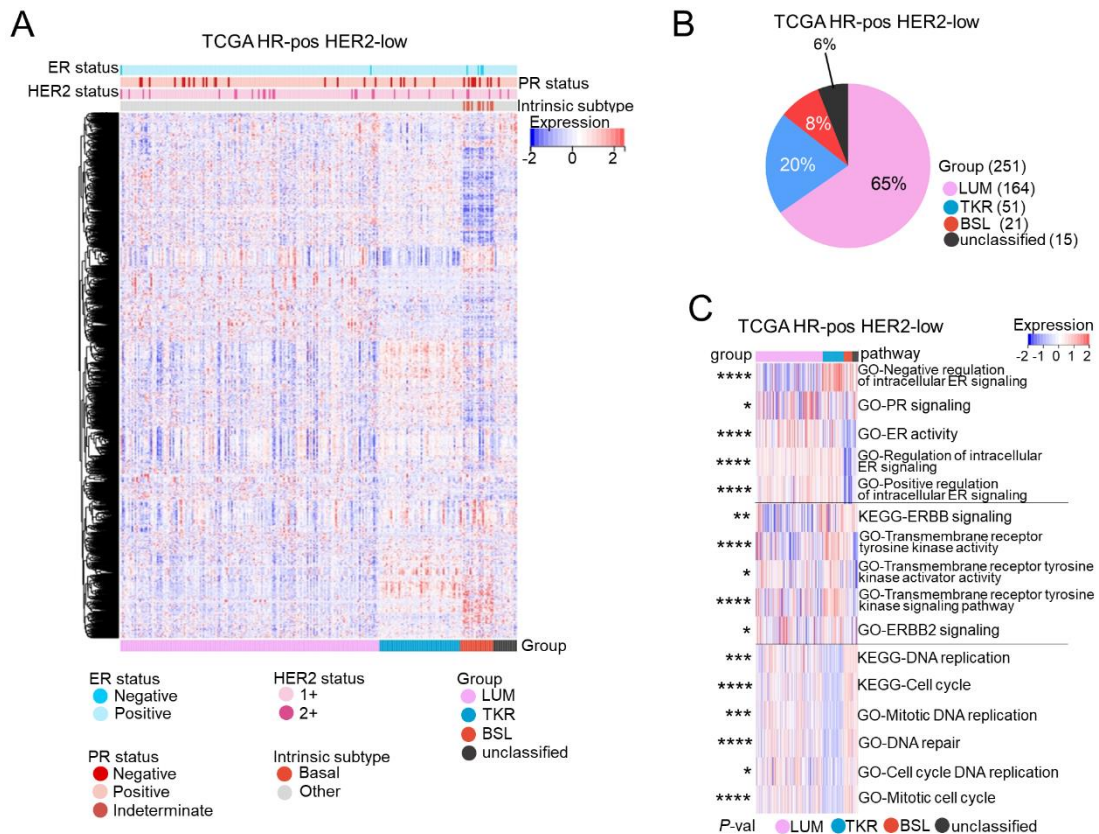 A
TCGA HR-pos HER2-low
ER status
PR status
HER2 status
Intrinsic subtype
Expression
-2 0 2
Group
ER status
Negative
Positive
HER2 status
1+
2+
Group
LUM
TKR
BSL
unclassified
PR status
Negative
Positive
Indeterminate
Intrinsic subtype
Basal
Other
B
TCGA HR-pos HER2-low
6%
8%
20%
65%
Group (251)
LUM (164)
TKR (51)
BSL (21)
unclassified (15)
C
TCGA HR-pos HER2-low
Expression
-2 -1 0 1 2
group pathway
**** GO-Negative regulation
of intracellular ER signaling
* GO-PR signaling
**** GO-ER activity
**** GO-Regulation of intracellular
ER signaling
**** GO-Positive regulation
of intracellular ER signaling
** KEGG-ERBB signaling
**** GO-Transmembrane receptor
tyrosine kinase activity
* GO-Transmembrane receptor tyrosine
kinase activator activity
**** GO-Transmembrane receptor tyrosine
kinase signaling pathway
* GO-ERBB2 signaling
*** KEGG-DNA replication
**** KEGG-Cell cycle
*** GO-Mitotic DNA replication
**** GO-DNA repair
* GO-Cell cycle DNA replication
**** GO-Mitotic cell cycle
P-val LUM TKR BSL unclassified